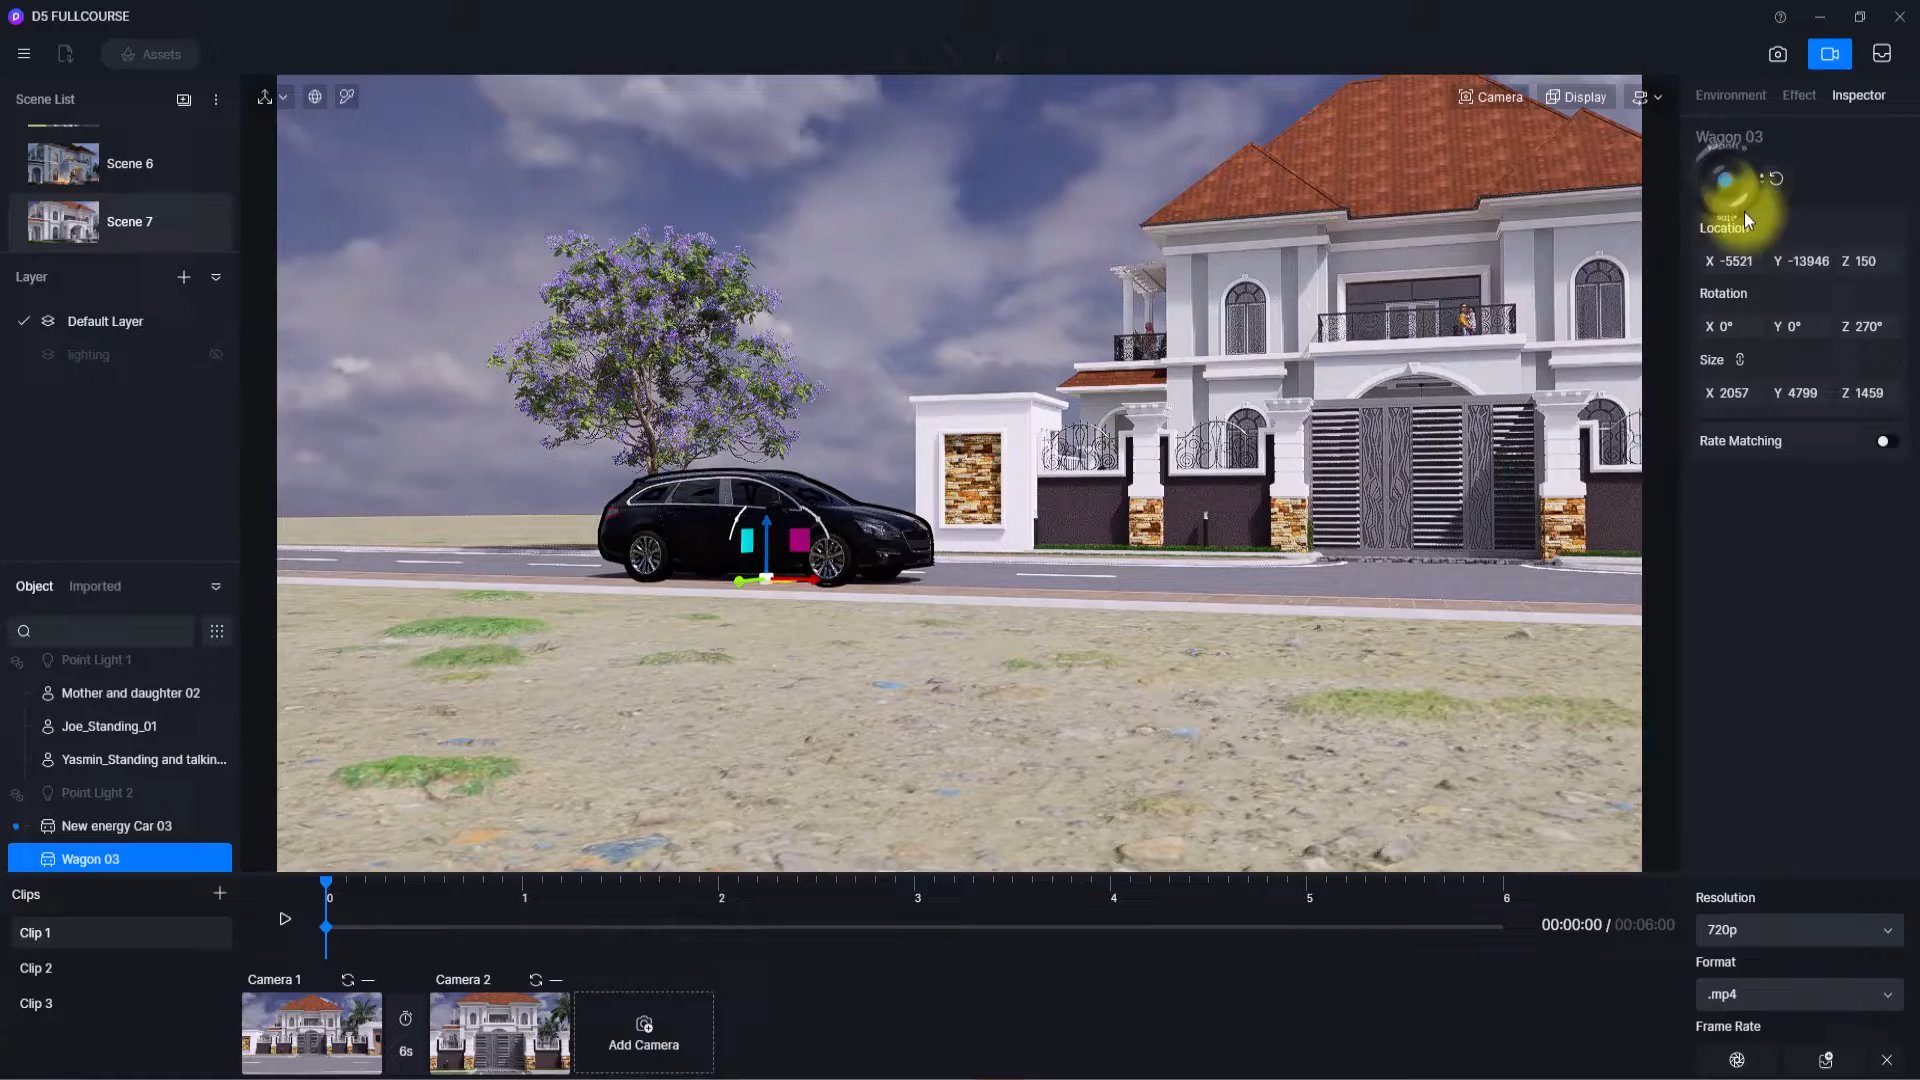 D5 FULLCOURSE
Assets
Scene List
Scene 6
Scene 7
Layer
Default Layer
lighting
Object
Imported
Point Light 1
Mother and daughter 02
Joe_Standing_01
Yasmin_Standing and talkin...
Point Light 2
New energy Car 03
Wagon 03
Camera
Display
Environment
Effect
Inspector
Wagon 03
Location
X -5521 Y -13946 Z 150
Rotation
X 0° Y 0° Z 270°
Size
X 2057 Y 4799 Z 1459
Rate Matching
Clips
Clip 1
Clip 2
Clip 3
0 1 2 3 4 5 6
00:00:00 / 00:06:00
Camera 1
6s
Camera 2
Add Camera
Resolution
720p
Format
.mp4
Frame Rate